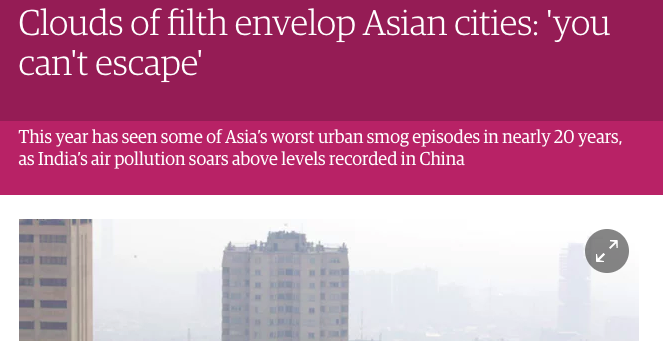 Clouds of filth envelop Asian cities: 'you
can't escape'
This year has seen some of Asia’s worst urban smog episodes in nearly 20 years,
as India’s air pollution soars above levels recorded in China